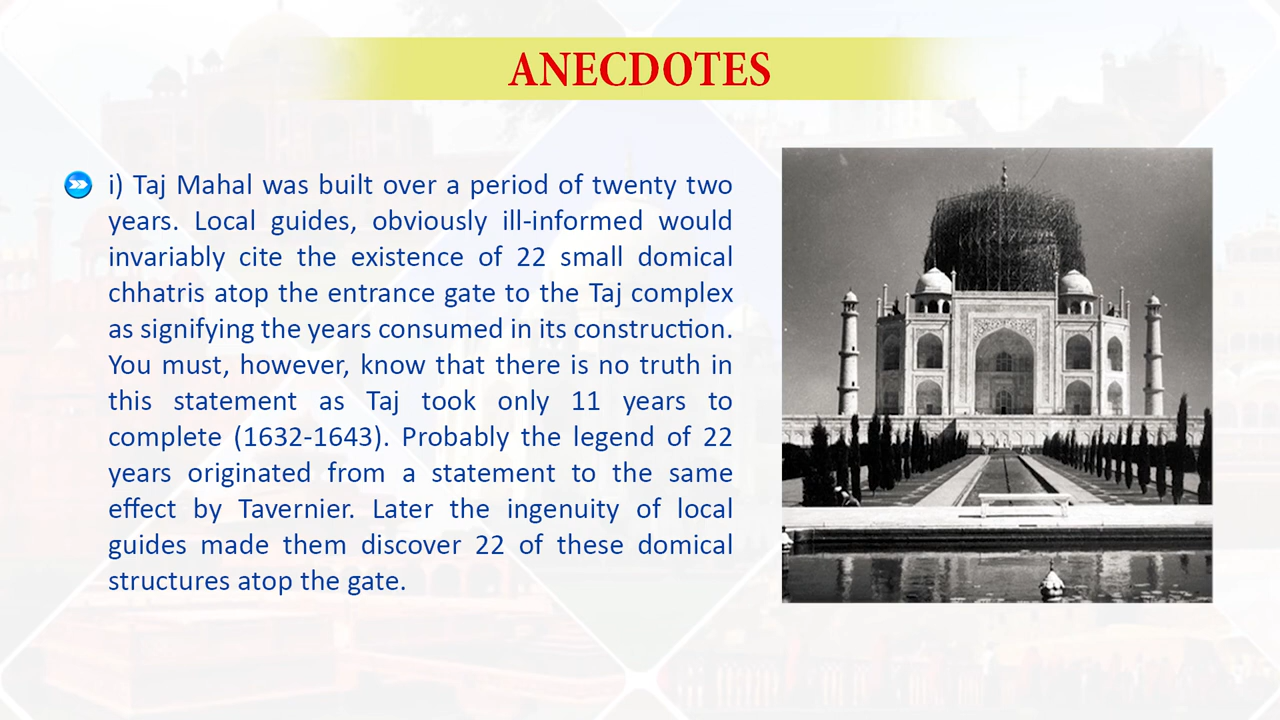 ANECDOTES
i) Taj Mahal was built over a period of twenty two
years. Local guides, obviously ill-informed would
invariably cite the existence of 22 small domical
chhatris atop the entrance gate to the Taj complex
as signifying the years consumed in its construction.
You must, however, know that there is no truth in
this statement as Taj took only 11 years to
complete (1632-1643). Probably the legend of 22
years originated from a statement to the same
effect by Tavernier. Later the ingenuity of local
guides made them discover 22 of these domical
structures atop the gate.